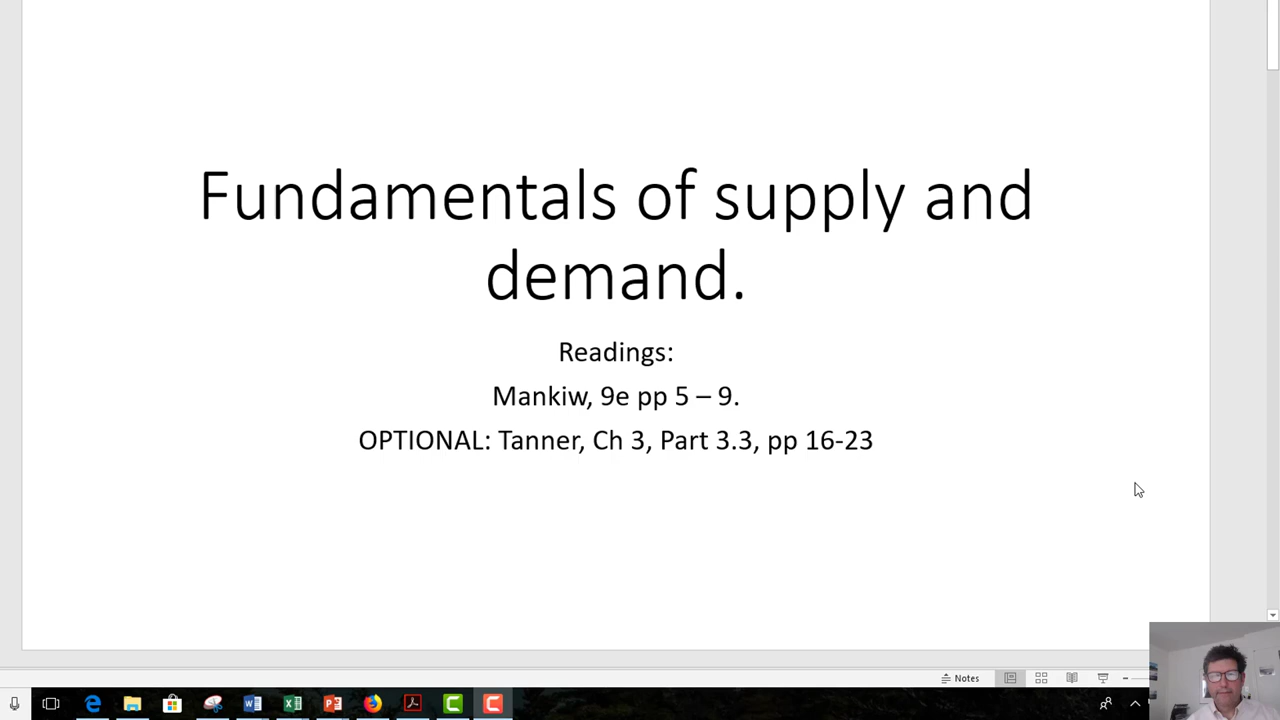 Fundamentals of supply and
demand.
Readings:
Mankiw, 9e pp 5 – 9.
OPTIONAL: Tanner, Ch 3, Part 3.3, pp 16-23
Notes